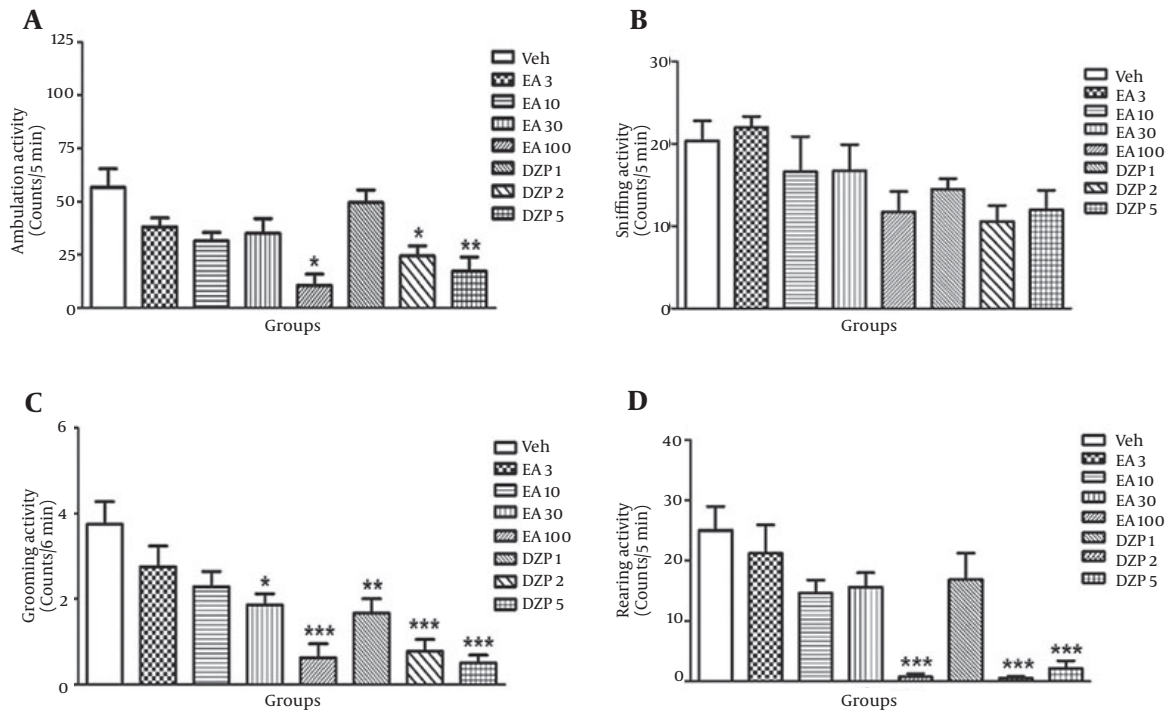 A
Ambulation activity
(Counts/5 min)
125
100
75
50
25
0
*
*
**
Groups
Veh
EA 3
EA 10
EA 30
EA 100
DZP 1
DZP 2
DZP 5
B
Sniffing activity
(Counts/5 min)
30
20
10
0
Groups
Veh
EA 3
EA 10
EA 30
EA 100
DZP 1
DZP 2
DZP 5
C
Grooming activity
(Counts/6 min)
6
4
2
0
*
***
**
***
***
Groups
Veh
EA 3
EA 10
EA 30
EA 100
DZP 1
DZP 2
DZP 5
D
Rearing activity
(Counts/5 min)
40
30
20
10
0
***
***
***
Groups
Veh
EA 3
EA 10
EA 30
EA100
DZP 1
DZP 2
DZP 5